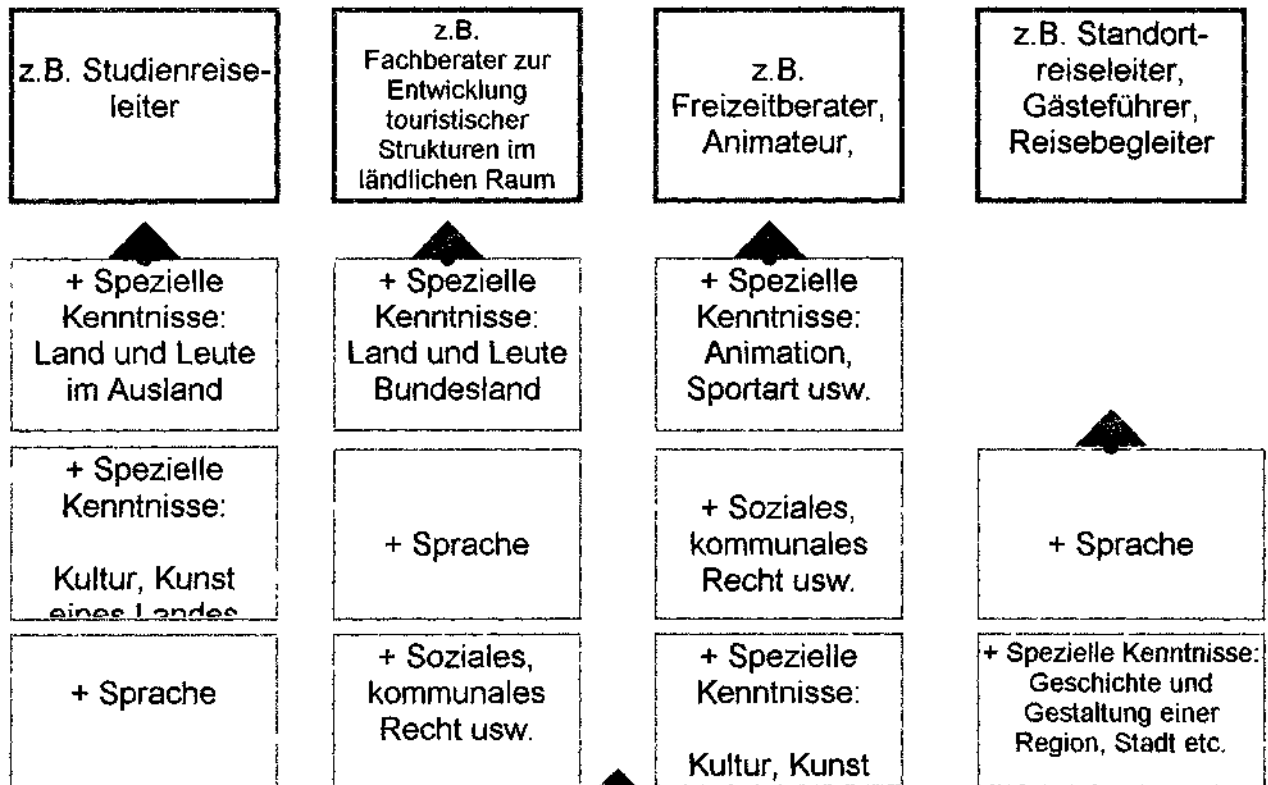 z.B. Studienreise-
leiter
z.B.
Fachberater zur
Entwicklung
touristischer
Strukturen im
ländlichen Raum
z.B.
Freizeitberater,
Animateur,
z.B. Standort-
reiseleiter,
Gästeführer,
Reisebegleiter
+ Spezielle
Kenntnisse:
Land und Leute
im Ausland
+ Spezielle
Kenntnisse:
Land und Leute
Bundesland
+ Spezielle
Kenntnisse:
Animation,
Sportart usw.
+ Spezielle
Kenntnisse:
Kultur, Kunst
eines Landes
+ Sprache
+ Soziales,
kommunales
Recht usw.
+ Sprache
+ Sprache
+ Soziales,
kommunales
Recht usw.
+ Spezielle
Kenntnisse:
Kultur, Kunst
+ Spezielle Kenntnisse:
Geschichte und
Gestaltung einer
Region, Stadt etc.